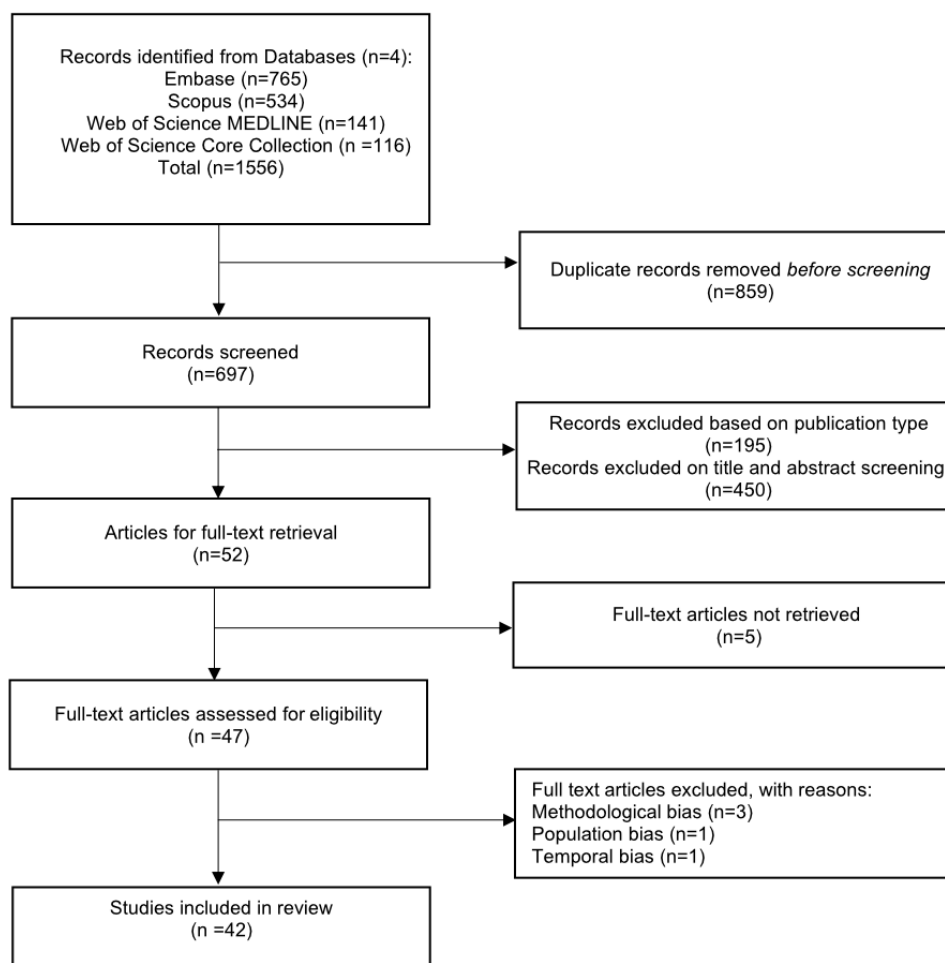 Records identified from Databases (n=4):
Embase (n=765)
Scopus (n=534)
Web of Science MEDLINE (n=141)
Web of Science Core Collection (n =116)
Total (n=1556)
Duplicate records removed before screening
(n=859)
Records screened
(n=697)
Records excluded based on publication type
(n=195)
Records excluded on title and abstract screening
(n=450)
Articles for full-text retrieval
(n=52)
Full-text articles not retrieved
(n=5)
Full-text articles assessed for eligibility
(n =47)
Full text articles excluded, with reasons:
Methodological bias (n=3)
Population bias (n=1)
Temporal bias (n=1)
Studies included in review
(n =42)